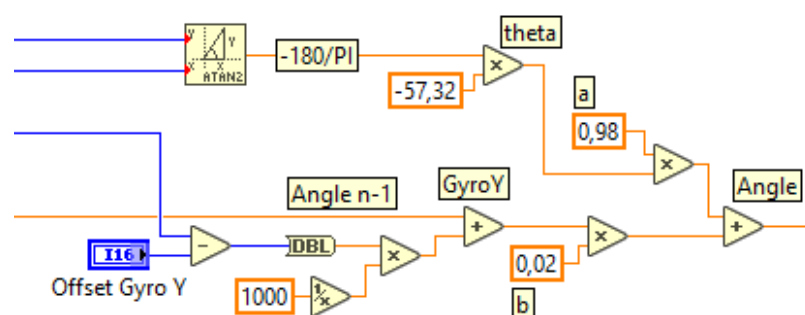 y
Y
X
ATAN2
-180/PI
theta
-57,32
a
0,98
Angle n-1
GyroY
Angle
DBL
I16
Offset Gyro Y
1000
1/x
0,02
b